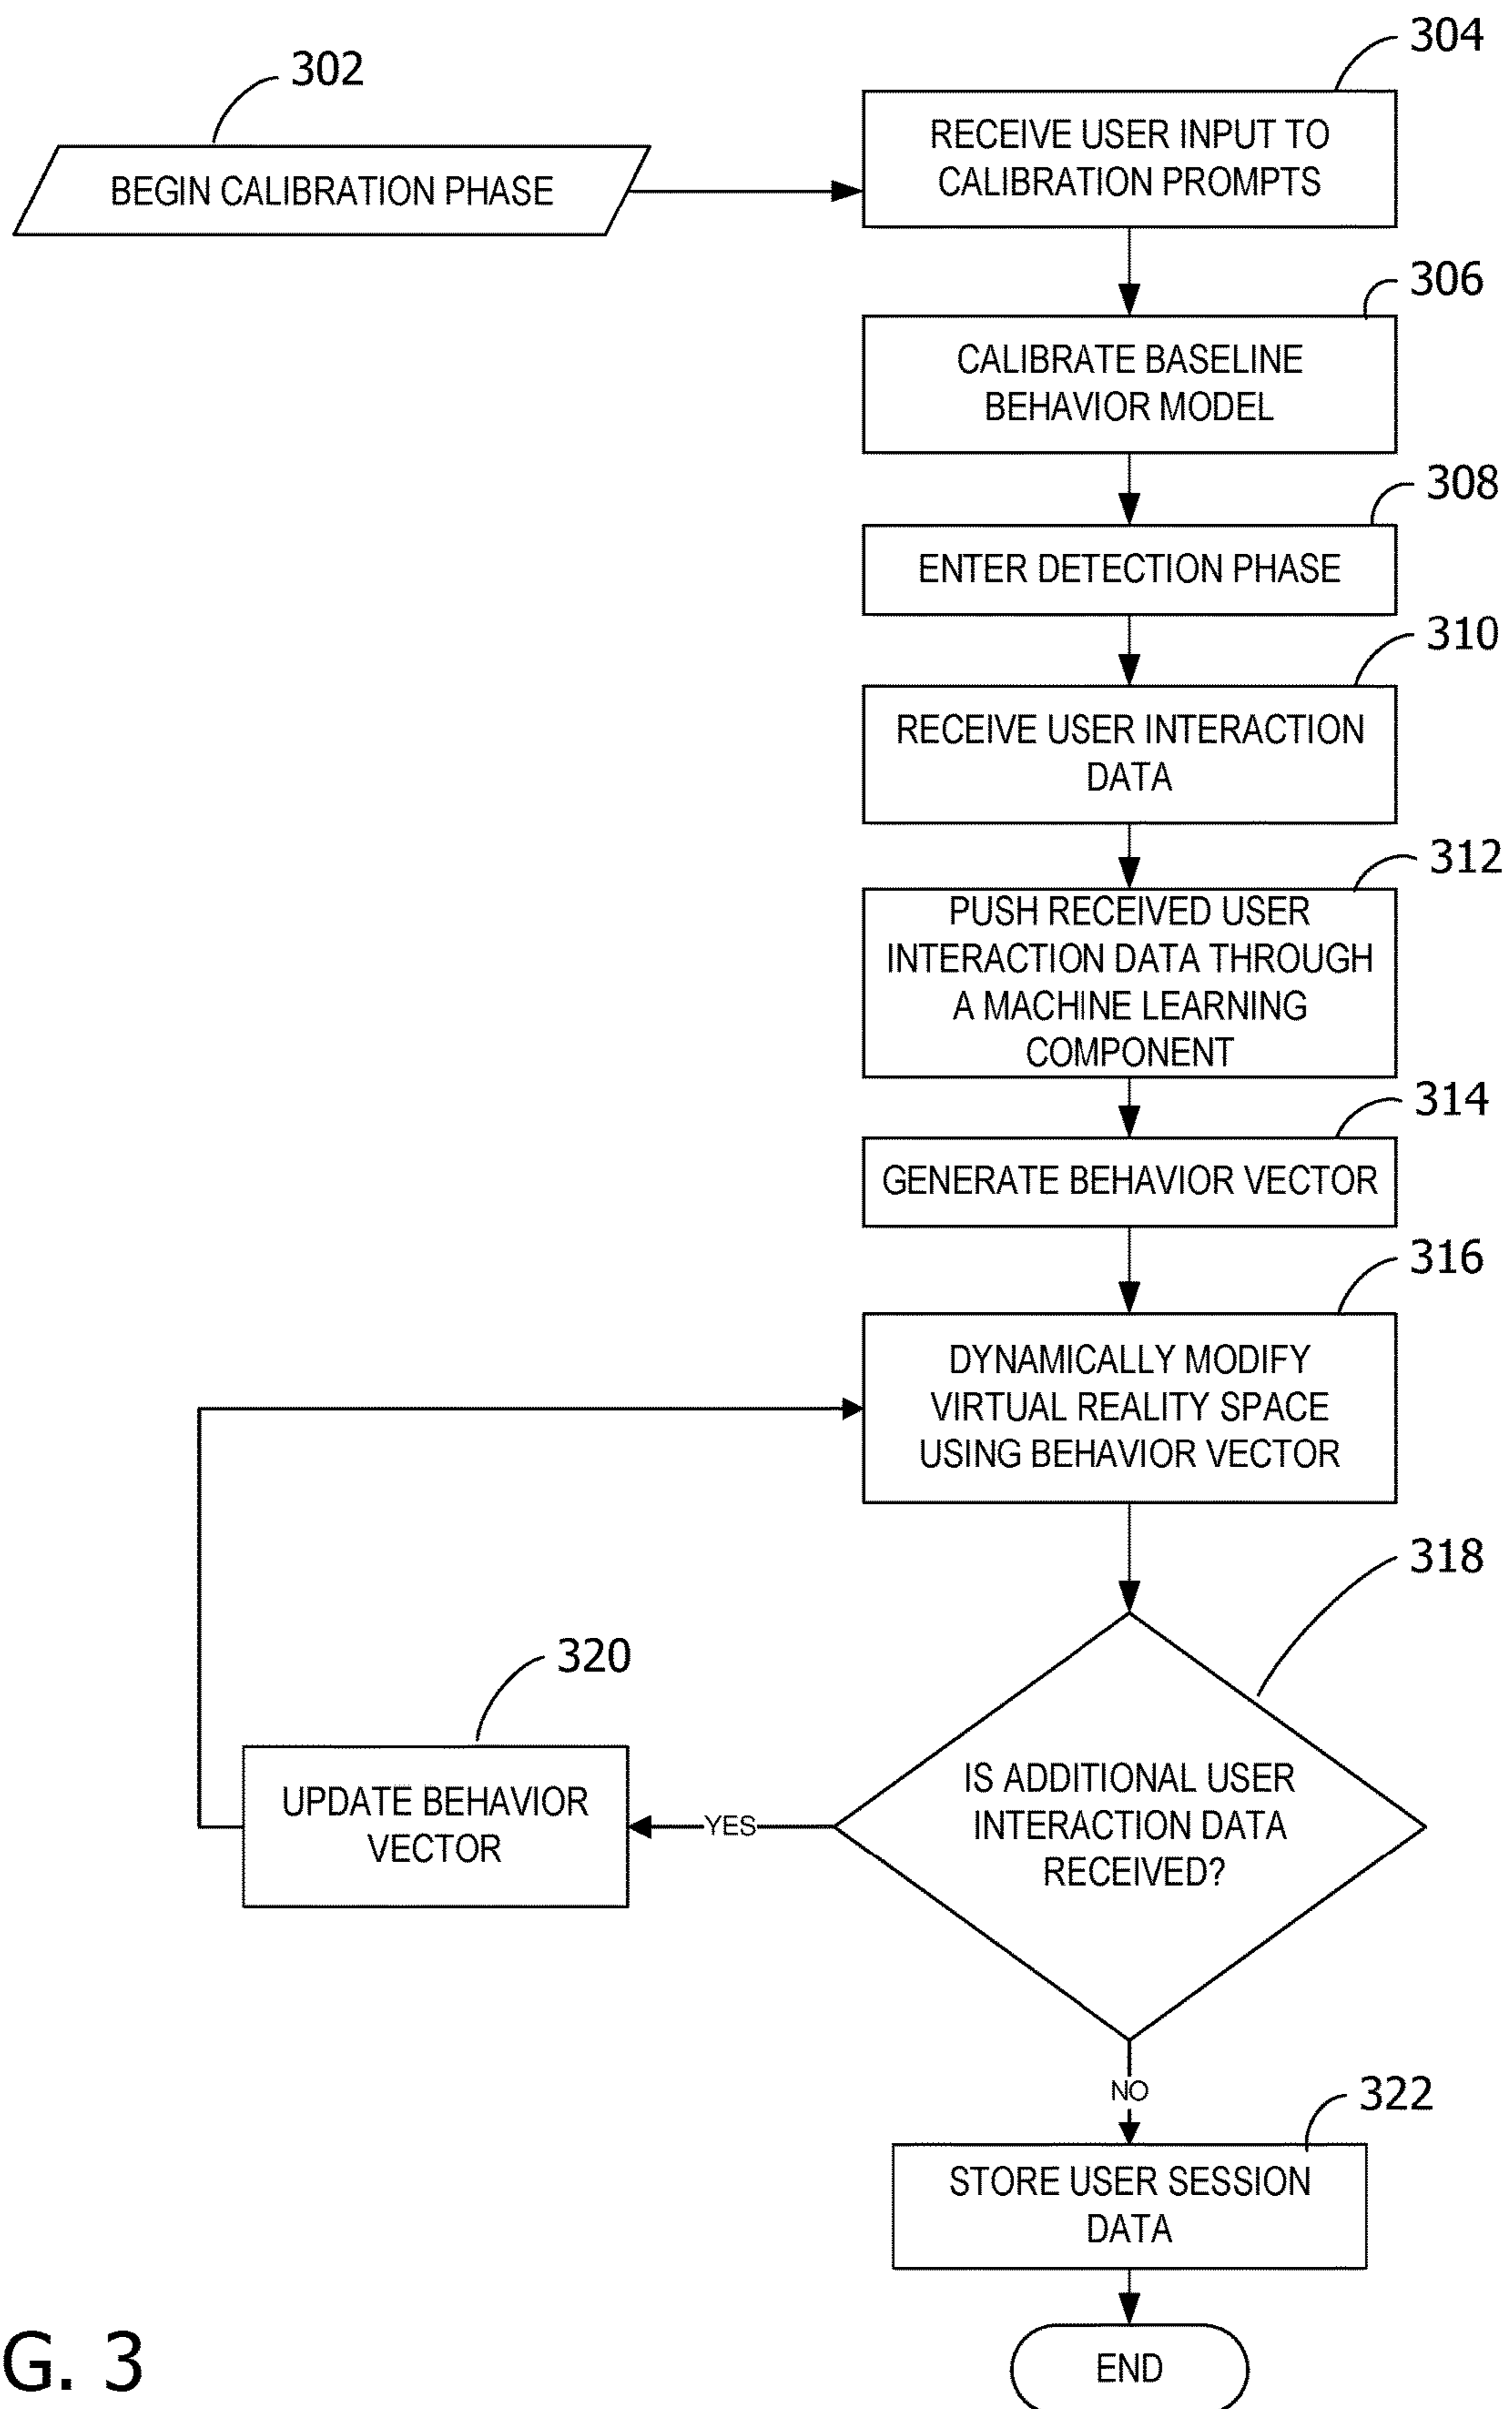 304
302
RECEIVE USER INPUT TO
CALIBRATION PROMPTS
BEGIN CALIBRATION PHASE
306
CALIBRATE BASELINE
BEHAVIOR MODEL
308
ENTER DETECTION PHASE
310
RECEIVE USER INTERACTION
DATA
312
PUSH RECEIVED USER
INTERACTION DATA THROUGH
A MACHINE LEARNING
COMPONENT
314
GENERATE BEHAVIOR VECTOR
316
DYNAMICALLY MODIFY
VIRTUAL REALITY SPACE
USING BEHAVIOR VECTOR
318
320
IS ADDITIONAL USER
INTERACTION DATA
RECEIVED?
YES
UPDATE BEHAVIOR
VECTOR
NO
322
STORE USER SESSION
DATA
END
G. 3